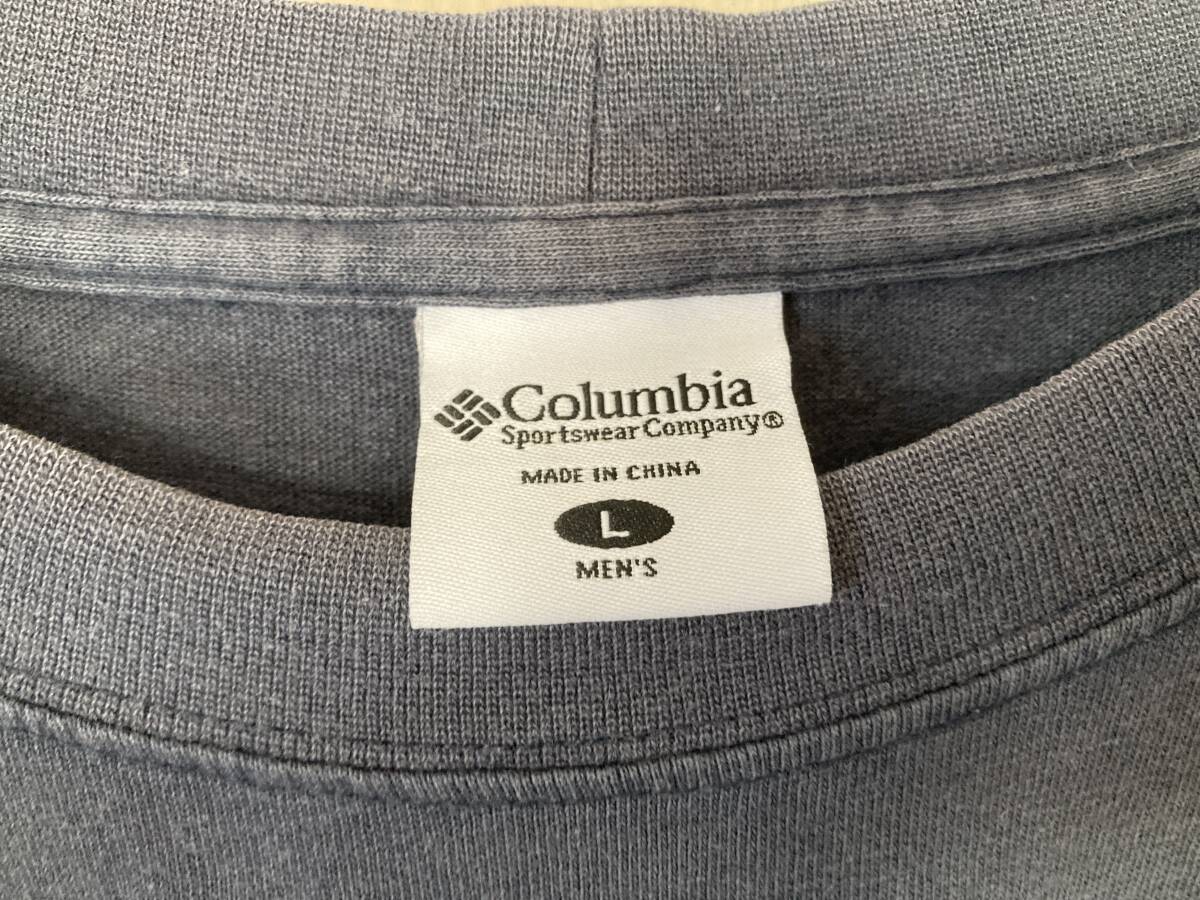 Columbia
Sportswear Company®
MADE IN CHINA
L
MEN'S